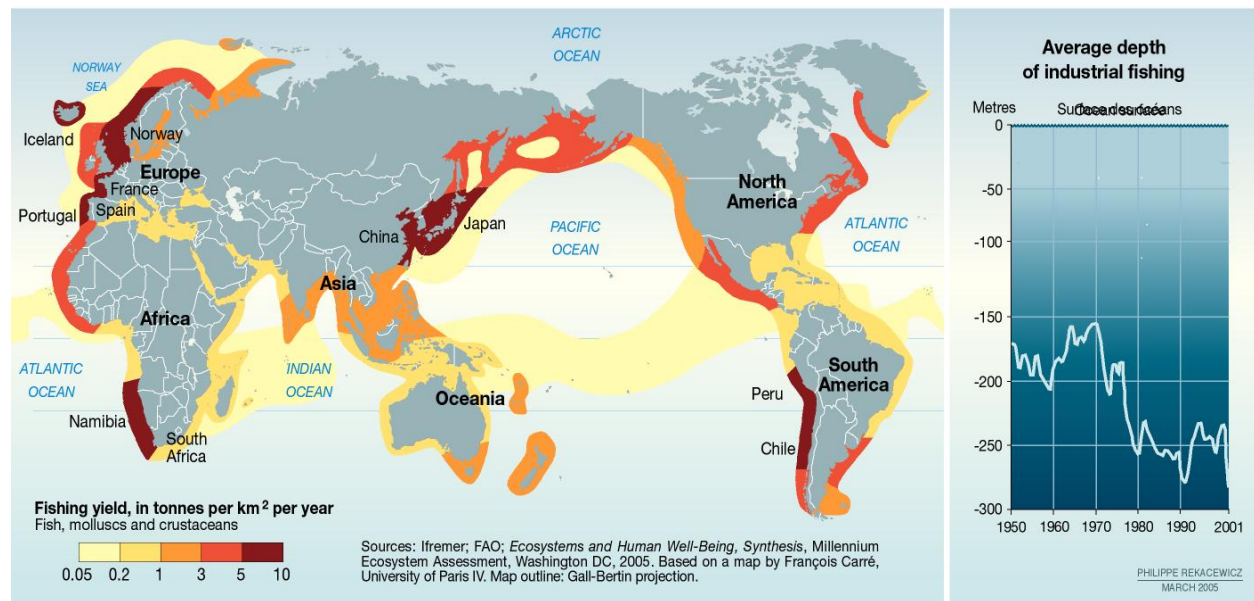 ARCTIC
OCEAN
NORWAY
SEA
Iceland
Norway
Europe
France
Portugal
Spain
China
Japan
PACIFIC
OCEAN
North
America
ATLANTIC
OCEAN
Asia
Africa
ATLANTIC
OCEAN
INDIAN
OCEAN
Oceania
South
America
Peru
Chile
Namibia
South
Africa
Fishing yield, in tonnes per km2 per year
Fish, molluscs and crustaceans
0.05 0.2 1 3 5 10
Sources: Ifremer; FAO; Ecosystems and Human Well-Being, Synthesis, Millennium
Ecosystem Assessment, Washington DC, 2005. Based on a map by François Carré,
University of Paris IV. Map outline: Gall-Bertin projection.
Average depth
of industrial fishing
Metres
Surface des océans
Ocean surface
0
-50
-100
-150
-200
-250
-300
1950 1960 1970 1980 1990 2001
PHILIPPE REKACEWICZ
MARCH 2005